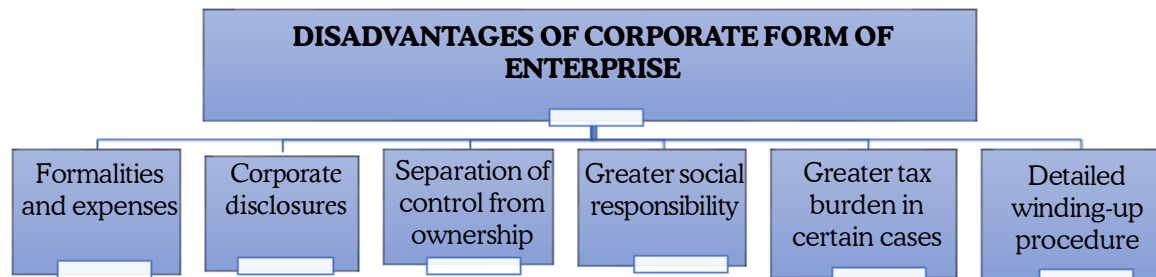 DISADVANTAGES OF CORPORATE FORM OF
ENTERPRISE
Formalities
and expenses
Corporate
disclosures
Separation of
control from
ownership
Greater social
responsibility
Greater tax
burden in
certain cases
Detailed
winding-up
procedure